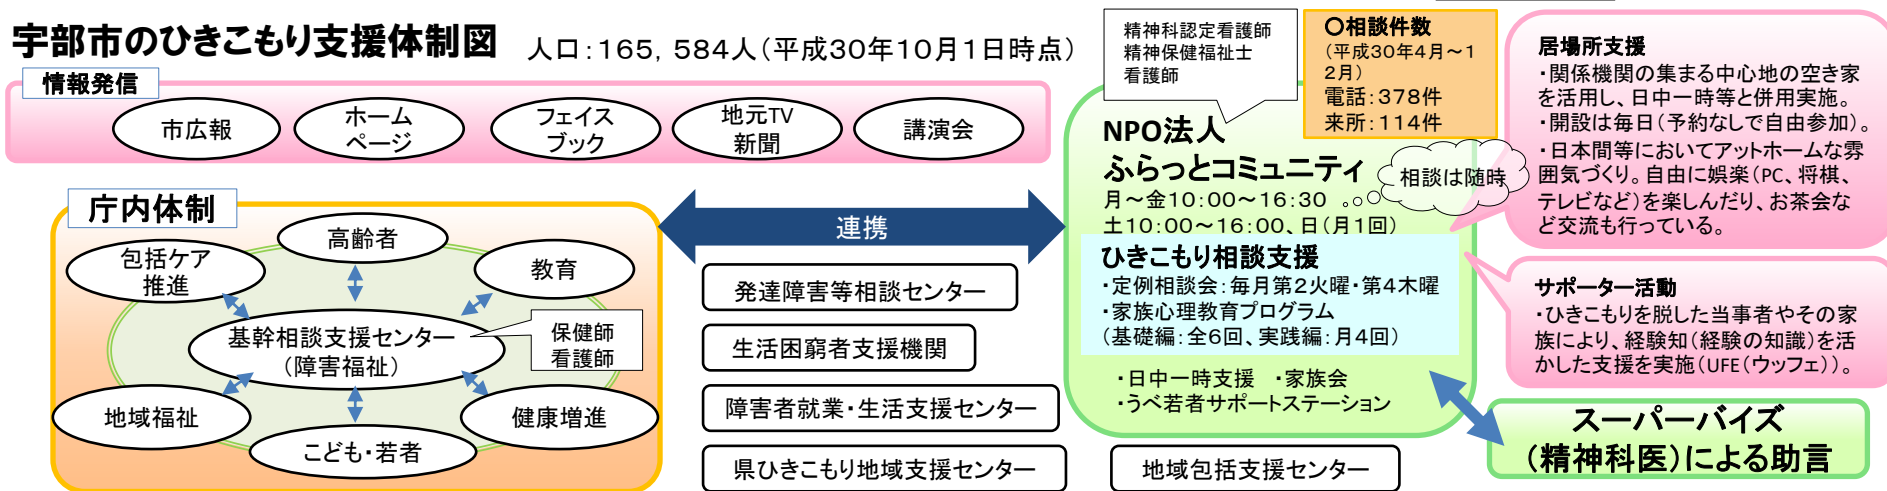 宇部市のひきこもり支援体制図
人口：165，584人（平成30年10月1日時点）
情報発信
市広報
ホーム
ページ
フェイス
ブック
地元TV
新聞
講演会
庁内体制
高齢者
包括ケア
推進
教育
基幹相談支援センター
（障害福祉）
保健師
看護師
地域福祉
健康増進
こども・若者
連携
発達障害等相談センター
生活困窮者支援機関
障害者就業・生活支援センター
県ひきこもり地域支援センター
地域包括支援センター
精神科認定看護師
精神保健福祉士
看護師
〇相談件数
（平成30年4月～1
2月）
電話：378件
来所：114件
NPO法人
ふらっとコミュニティ
月～金10：00～16：30
土10：00～16：00、日（月1回）
相談は随時
ひきこもり相談支援
・定例相談会：毎月第2火曜・第4木曜
・家族心理教育プログラム
（基礎編：全6回、実践編：月4回）
・日中一時支援　・家族会
・うべ若者サポートステーション
居場所支援
・関係機関の集まる中心地の空き家
を活用し、日中一時等と併用実施。
・開設は毎日（予約なしで自由参加）。
・日本間等においてアットホームな雰
囲気づくり。自由に娯楽（PC、将棋、
テレビなど）を楽しんだり、お茶会な
ど交流も行っている。
サポーター活動
・ひきこもりを脱した当事者やその家
族により、経験知（経験の知識）を活
かした支援を実施（UFE（ウッフェ））。
スーパーバイズ
（精神科医）による助言